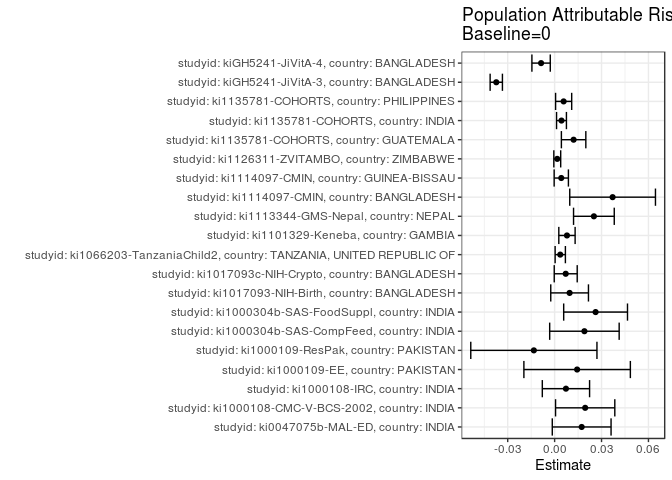 Population Attributable Ris
Baseline=0
studyid: kiGH5241-JiVitA-4, country: BANGLADESH
studyid: kiGH5241-JiVitA-3, country: BANGLADESH
studyid: ki1135781-COHORTS, country: PHILIPPINES
studyid: ki1135781-COHORTS, country: INDIA
studyid: ki1135781-COHORTS, country: GUATEMALA
studyid: ki1126311-ZVITAMBO, country: ZIMBABWE
studyid: ki1114097-CMIN, country: GUINEA-BISSAU
studyid: ki1114097-CMIN, country: BANGLADESH
studyid: ki1113344-GMS-Nepal, country: NEPAL
studyid: ki1101329-Keneba, country: GAMBIA
studyid: ki1066203-TanzaniaChild2, country: TANZANIA, UNITED REPUBLIC OF
studyid: ki1017093c-NIH-Crypto, country: BANGLADESH
studyid: ki1017093-NIH-Birth, country: BANGLADESH
studyid: ki1000304b-SAS-FoodSuppl, country: INDIA
studyid: ki1000304b-SAS-CompFeed, country: INDIA
studyid: ki1000109-ResPak, country: PAKISTAN
studyid: ki1000109-EE, country: PAKISTAN
studyid: ki1000108-IRC, country: INDIA
studyid: ki1000108-CMC-V-BCS-2002, country: INDIA
studyid: ki0047075b-MAL-ED, country: INDIA
-0.03 0.00 0.03 0.06
Estimate